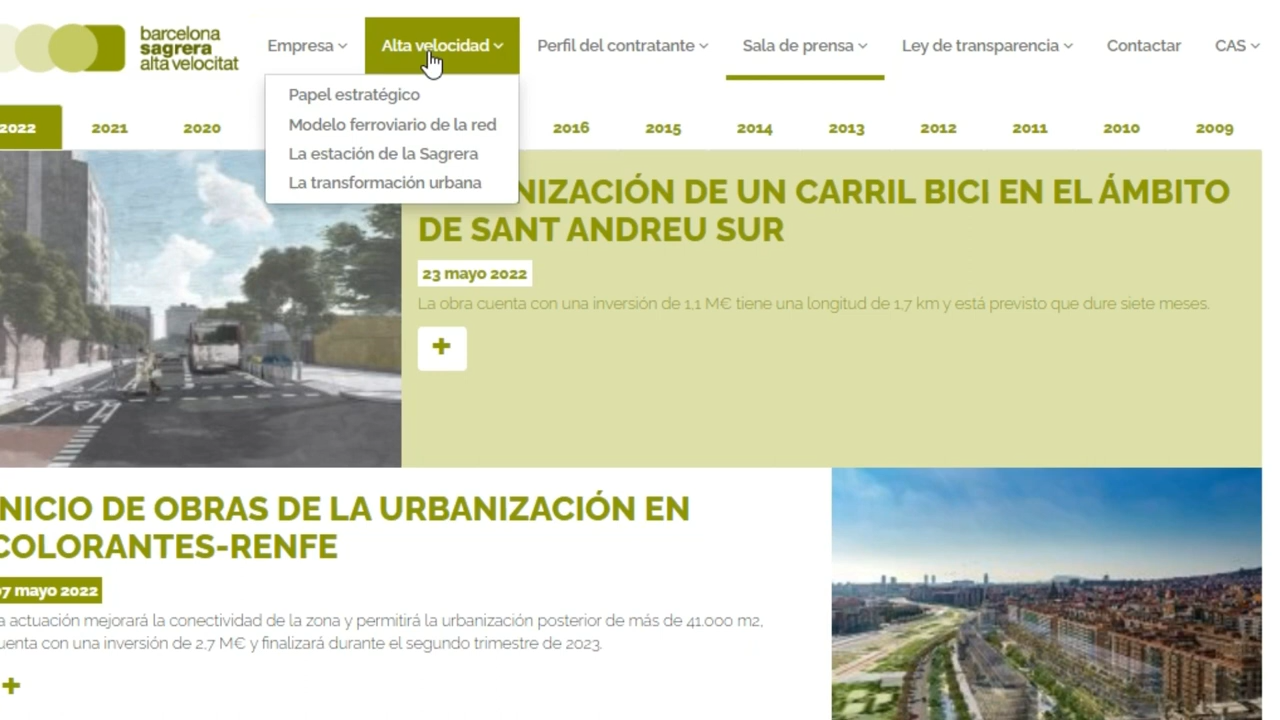 barcelona
sagrera
alta velocitat
Empresa
Alta velocidad
Perfil del contratante
Sala de prensa
Ley de transparencia
Contactar
CAS
Papel estratégico
Modelo ferroviario de la red
La estación de la Sagrera
La transformación urbana
2022
2021
2020
2016
2015
2014
2013
2012
2011
2010
2009
NIZACIÓN DE UN CARRIL BICI EN EL ÁMBITO
DE SANT ANDREU SUR
23 mayo 2022
La obra cuenta con una inversión de 1,1 M€ tiene una longitud de 1,7 km y está previsto que dure siete meses.
+
NICIO DE OBRAS DE LA URBANIZACIÓN EN
COLORANTES-RENFE
07 mayo 2022
a actuación mejorará la conectividad de la zona y permitirá la urbanización posterior de más de 41.000 m2,
uenta con una inversión de 2,7 M€ y finalizará durante el segundo trimestre de 2023.
+